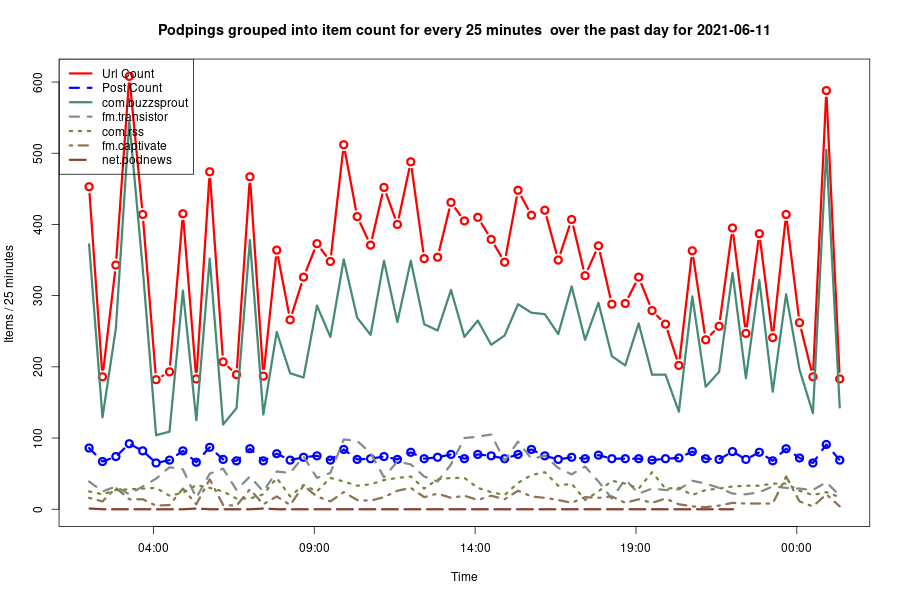 Podpings grouped into item count for every 25 minutes  over the past day for 2021-06-11
Url Count
Post Count
com.buzzsprout
fm.transistor
com.rss
fm.captivate
net.podnews
Items / 25 minutes
600
500
400
300
200
100
0
04:00
09:00
14:00
19:00
00:00
Time